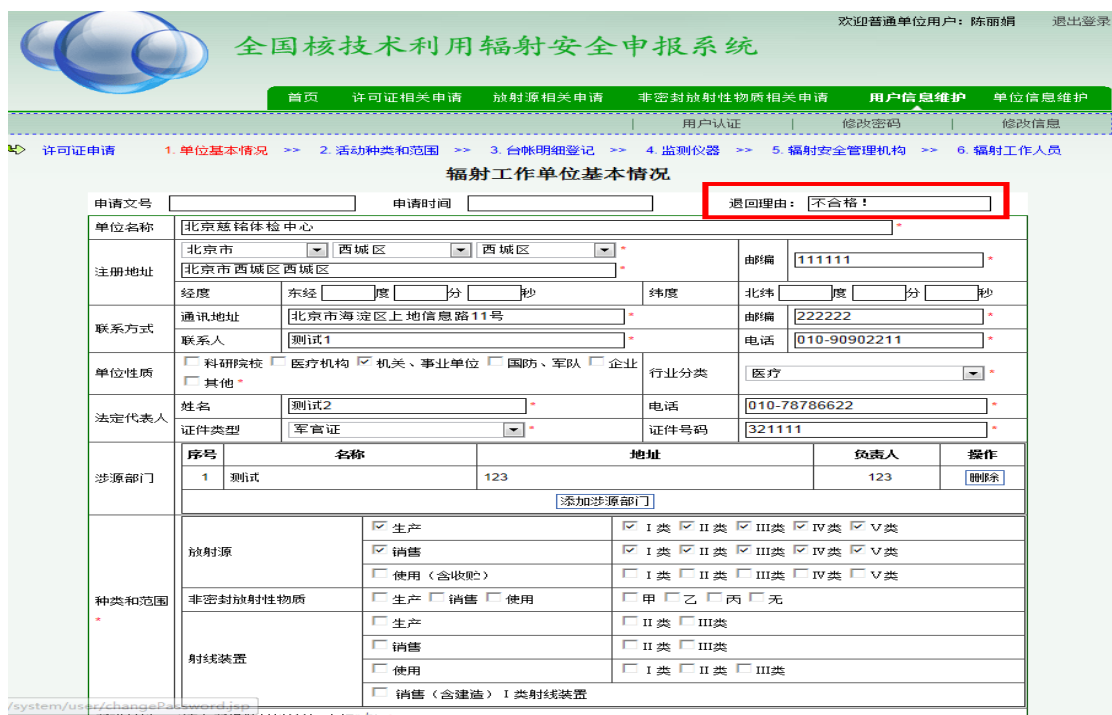 欢迎普通单位用户：陈丽娟 退出登录
全国核技术利用辐射安全申报系统
首页 许可证相关申请 放射源相关申请 非密封放射性物质相关申请 用户信息维护 单位信息维护
| 用户认证 | 修改密码 | 修改信息
许可证申请 1. 单位基本情况 >> 2. 活动种类和范围 >> 3. 台帐明细登记 >> 4. 监测仪器 >> 5. 辐射安全管理机构 >> 6. 辐射工作人员
辐射工作单位基本情况
申请文号 申请时间 退回理由： 不合格！
单位名称 北京慈铭体检中心 *
注册地址 北京市 西城区 西城区 * 邮编 111111 *
北京市西城区西城区 *
经度 东经 度 分 秒 纬度 北纬 度 分 秒
联系方式 通讯地址 北京市海淀区上地信息路11号 * 邮编 222222 *
联系人 测试1 * 电话 010-90902211 *
单位性质 科研院校 医疗机构 机关、事业单位 国防、军队 企业 其他 * 行业分类 医疗 *
法定代表人 姓名 测试2 * 电话 010-78786622 *
证件类型 军官证 * 证件号码 321111 *
涉源部门 序号 名称 地址 负责人 操作
1 测试 123 123 删除
添加涉源部门
种类和范围 * 放射源 生产 I 类 II 类 III类 IV类 V类
销售 I 类 II 类 III类 IV类 V类
使用（含收贮） I 类 II 类 III类 IV类 V类
非密封放射性物质 生产 销售 使用 甲 乙 丙 无
射线装置 生产 II 类 III类
销售 II 类 III类
使用 I 类 II 类 III类
销售（含建造）I 类射线装置
/system/user/changePassword.jsp